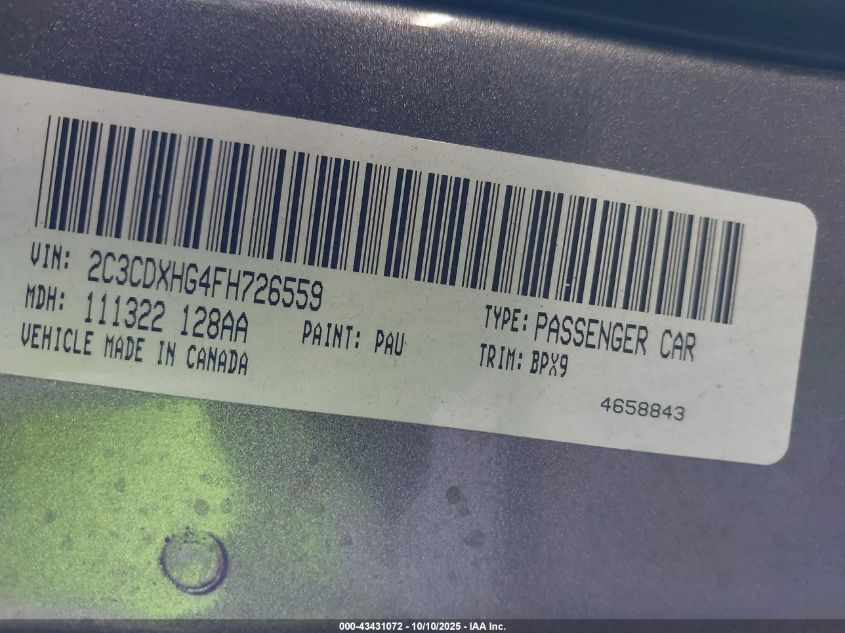 VIN: 2C3CDXHG4FH726559
MDH: 111322 128AA
PAINT: PAU
TYPE: PASSENGER CAR
VEHICLE MADE IN CANADA
TRIM: BPX9
4658843
000-43431072 - 10/10/2025 - IAA Inc.